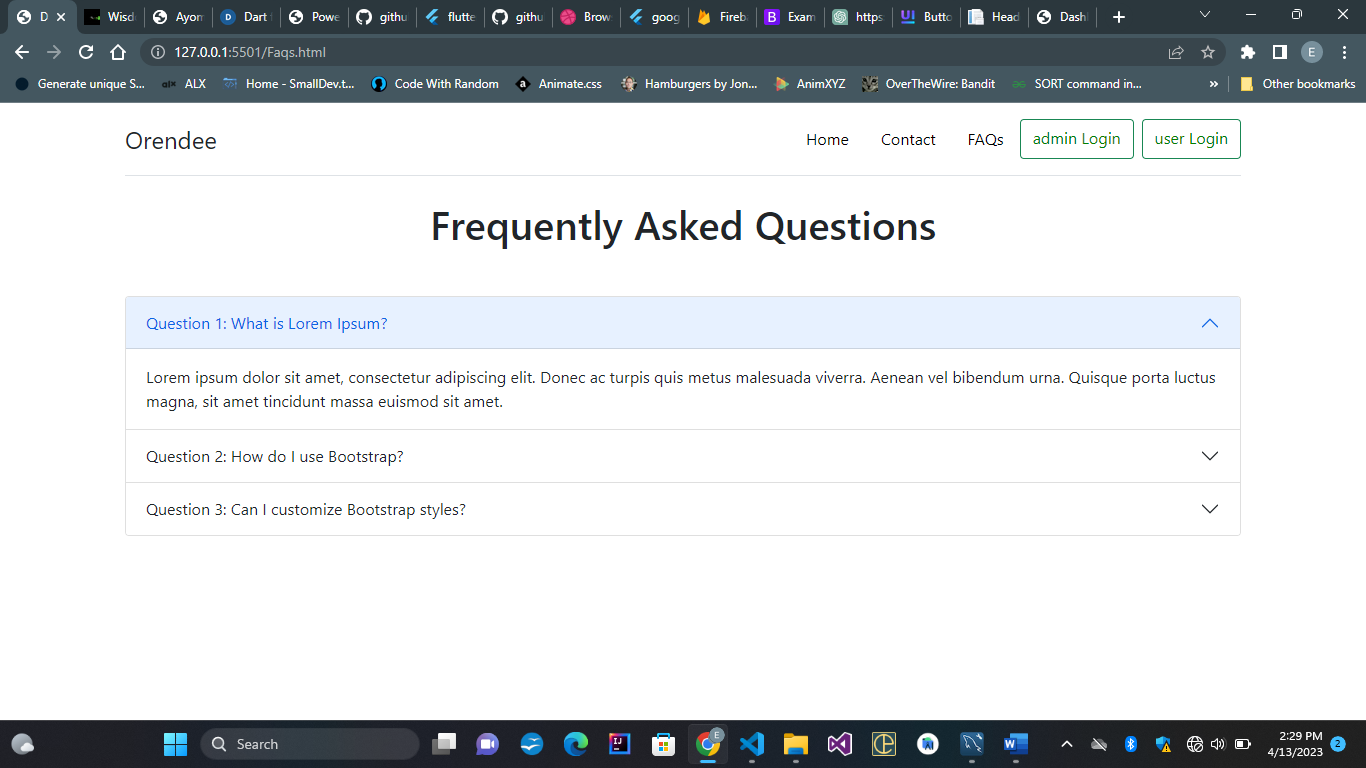 D
Wisd
Ayom
Dart
Powe
githu
flutte
githu
Brow
goog
Fireb
Exam
https
Butto
Head
Dash
127.0.0.1:5501/Faqs.html
E
Generate unique S...
alx ALX
Home - SmallDev.t...
Code With Random
a Animate.css
Hamburgers by Jon...
AnimXYZ
OverTheWire: Bandit
SORT command in...
»
Other bookmarks
Orendee
Home
Contact
FAQs
admin Login
user Login
Frequently Asked Questions
Question 1: What is Lorem Ipsum?
Lorem ipsum dolor sit amet, consectetur adipiscing elit. Donec ac turpis quis metus malesuada viverra. Aenean vel bibendum urna. Quisque porta luctus
magna, sit amet tincidunt massa euismod sit amet.
Question 2: How do I use Bootstrap?
Question 3: Can I customize Bootstrap styles?
Search
2:29 PM
4/13/2023
2